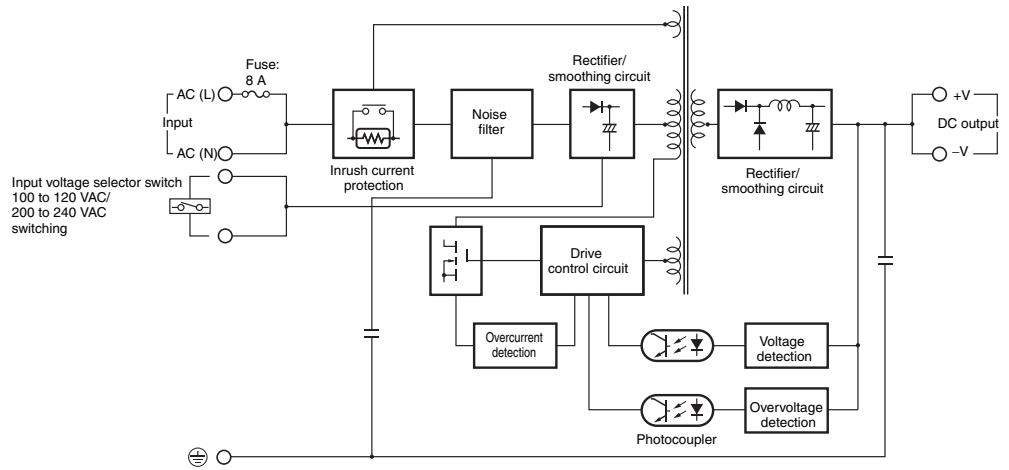 Fuse:
8 A
AC (L)
Input
AC (N)
Input voltage selector switch
100 to 120 VAC/
200 to 240 VAC
switching
Inrush current
protection
Noise
filter
Rectifier/
smoothing circuit
Rectifier/
smoothing circuit
+V
DC output
−V
Drive
control circuit
Overcurrent
detection
Voltage
detection
Overvoltage
detection
Photocoupler